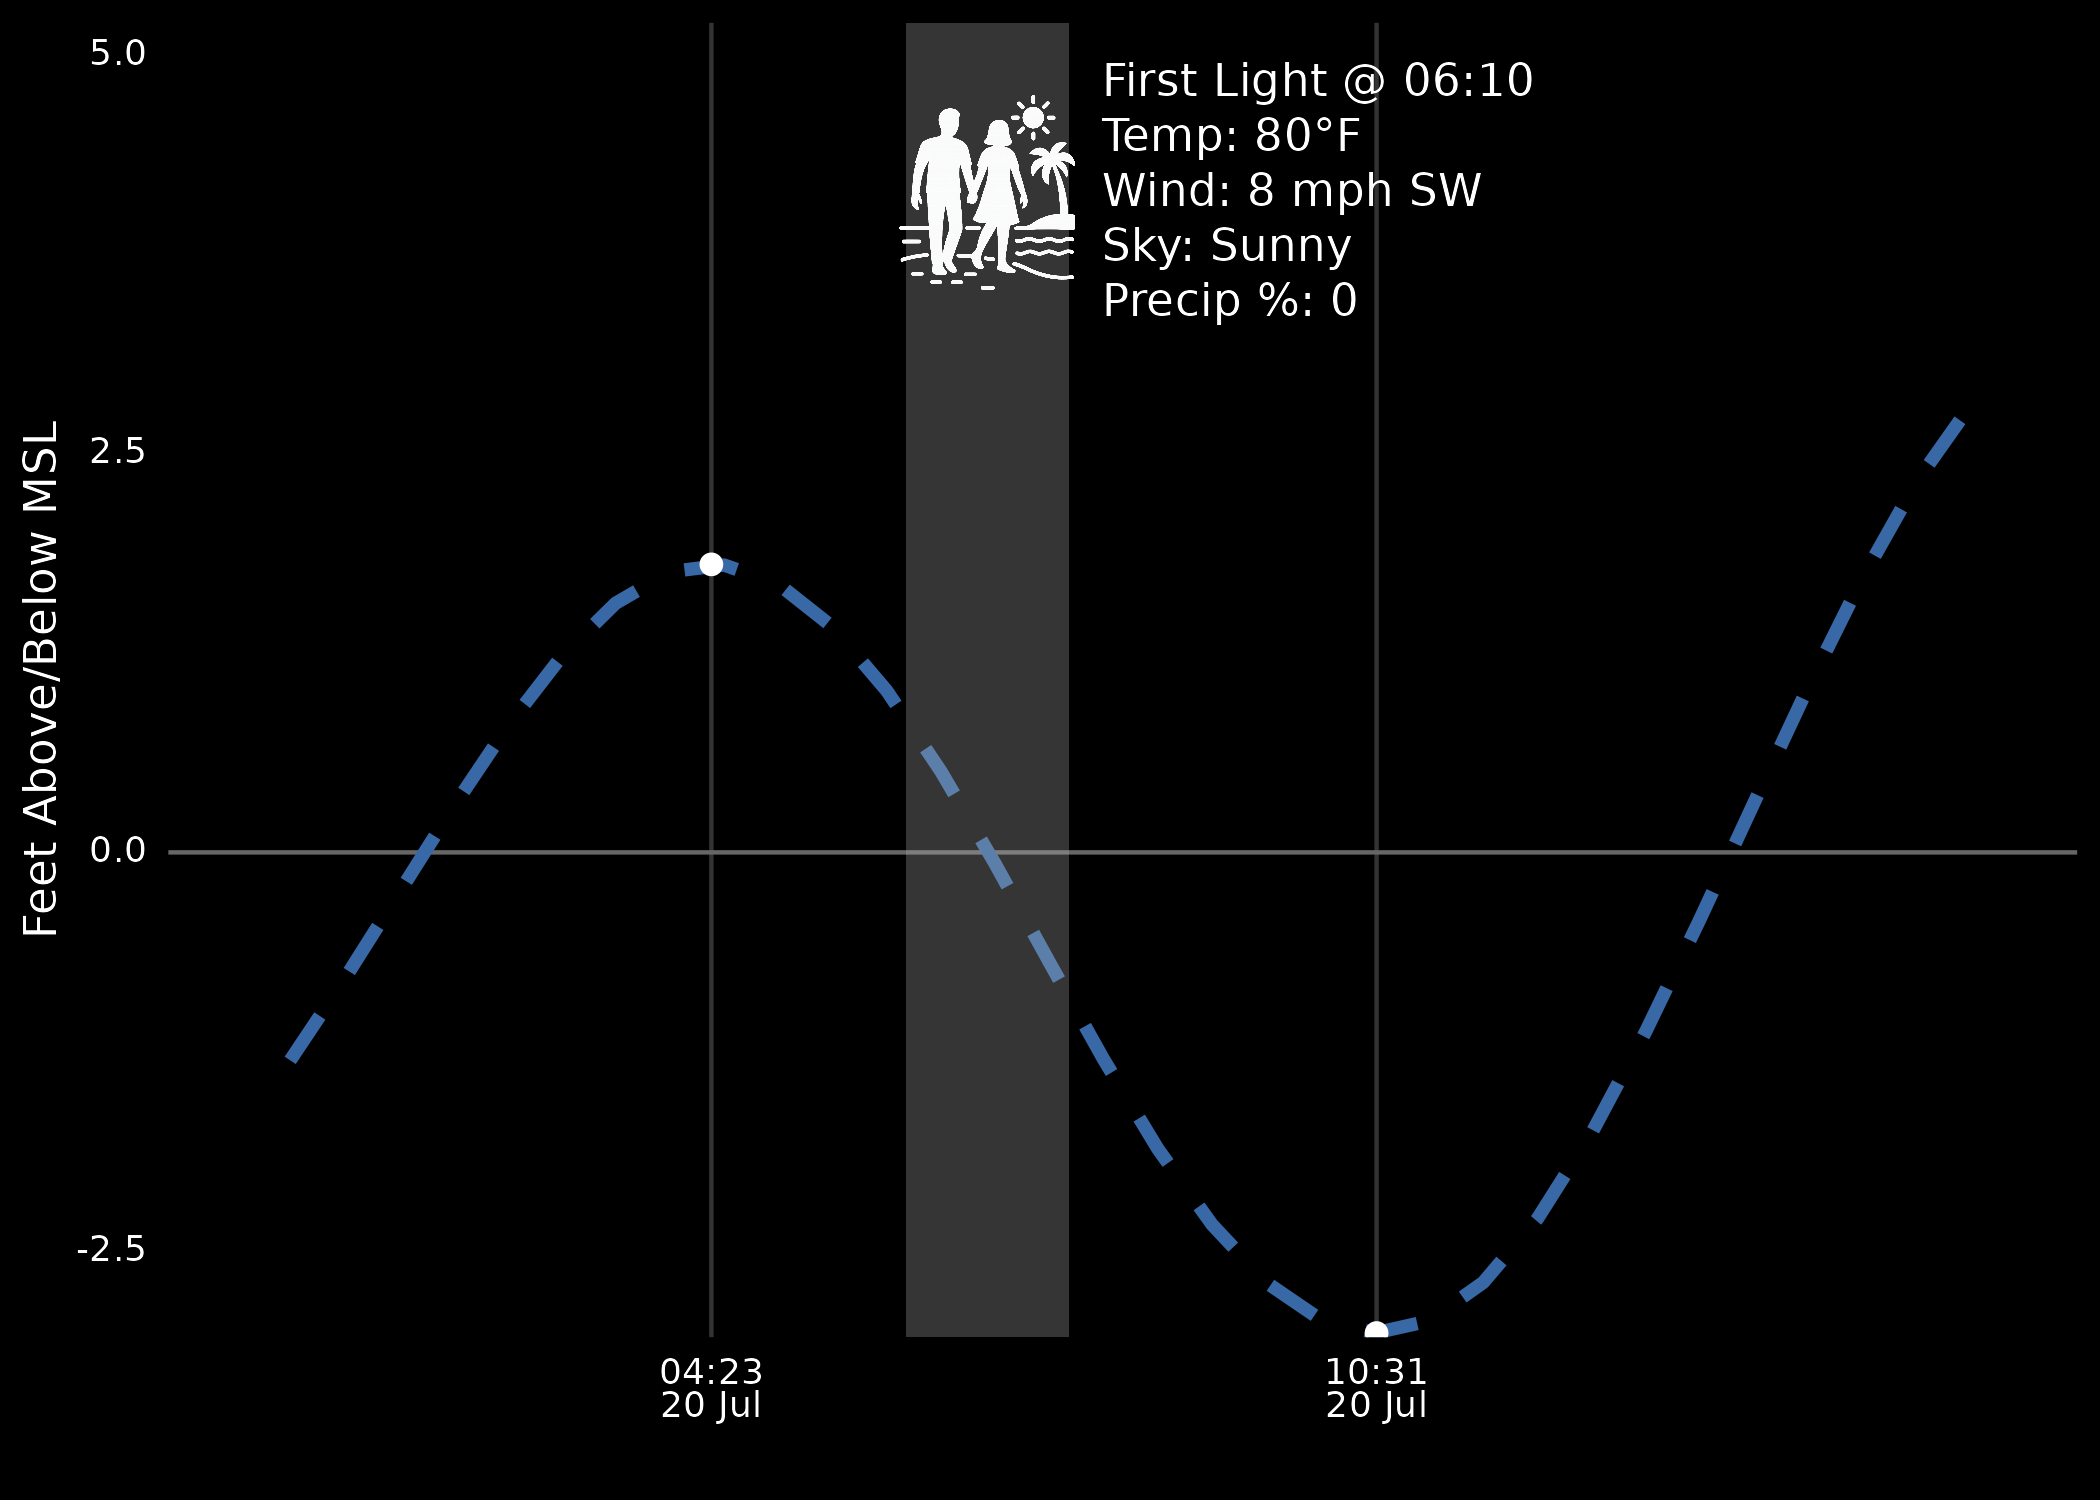 5.0
First Light @ 06:10
Temp: 80°F
Wind: 8 mph SW
Sky: Sunny
Precip %: 0
Feet Above/Below MSL
2.5
0.0
-2.5
04:23
20 Jul
10:31
20 Jul